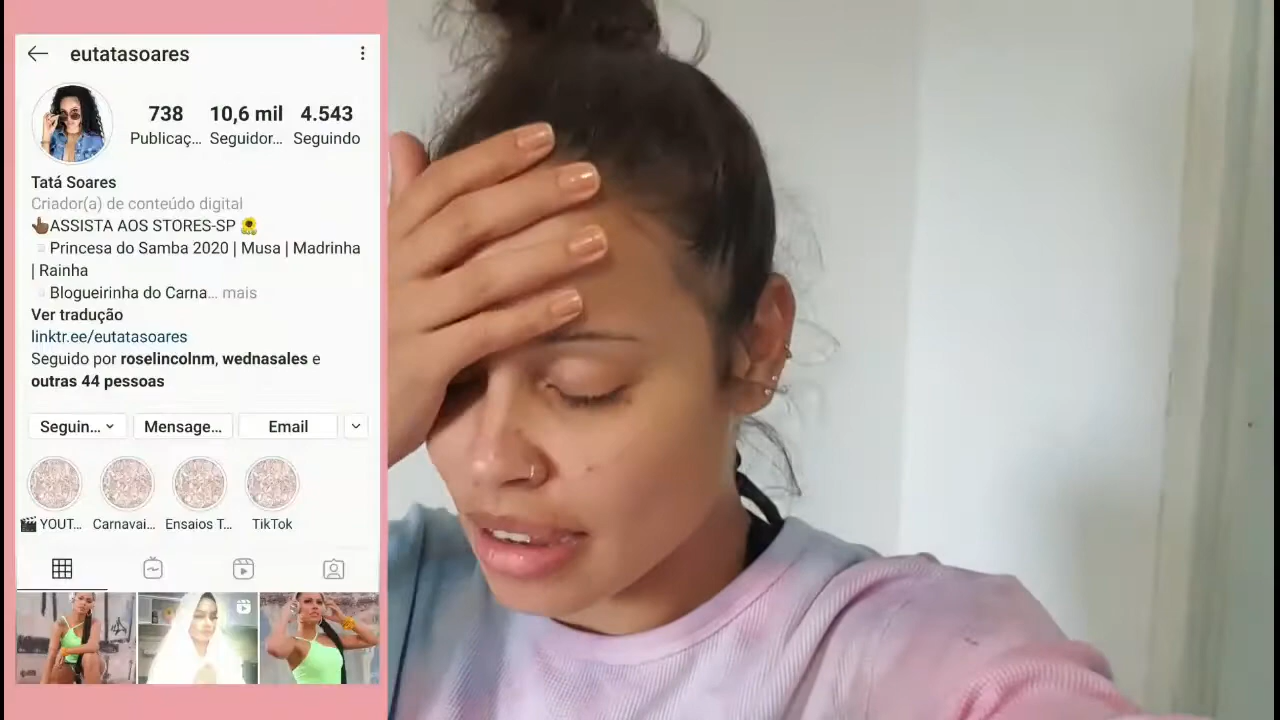 eutatasoares
738 10,6 mil 4.543
Publicaç... Seguidor... Seguindo
Tatá Soares
Criador(a) de conteúdo digital
👆🏾ASSISTA AOS STORES-SP 🌻
▫️Princesa do Samba 2020 | Musa | Madrinha
| Rainha
▫️Blogueirinha do Carna... mais
Ver tradução
linktr.ee/eutatasoares
Seguido por roselincolnm, wednasales e
outras 44 pessoas
Seguin... Mensage... Email
🎬 YOUT... Carnavai... Ensaios T... TikTok